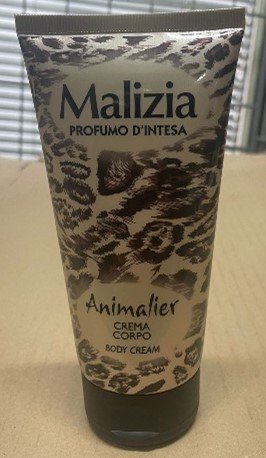 Malizia
PROFUMO D'INTESA
Animalier
CREMA
CORPO
BODY CREAM